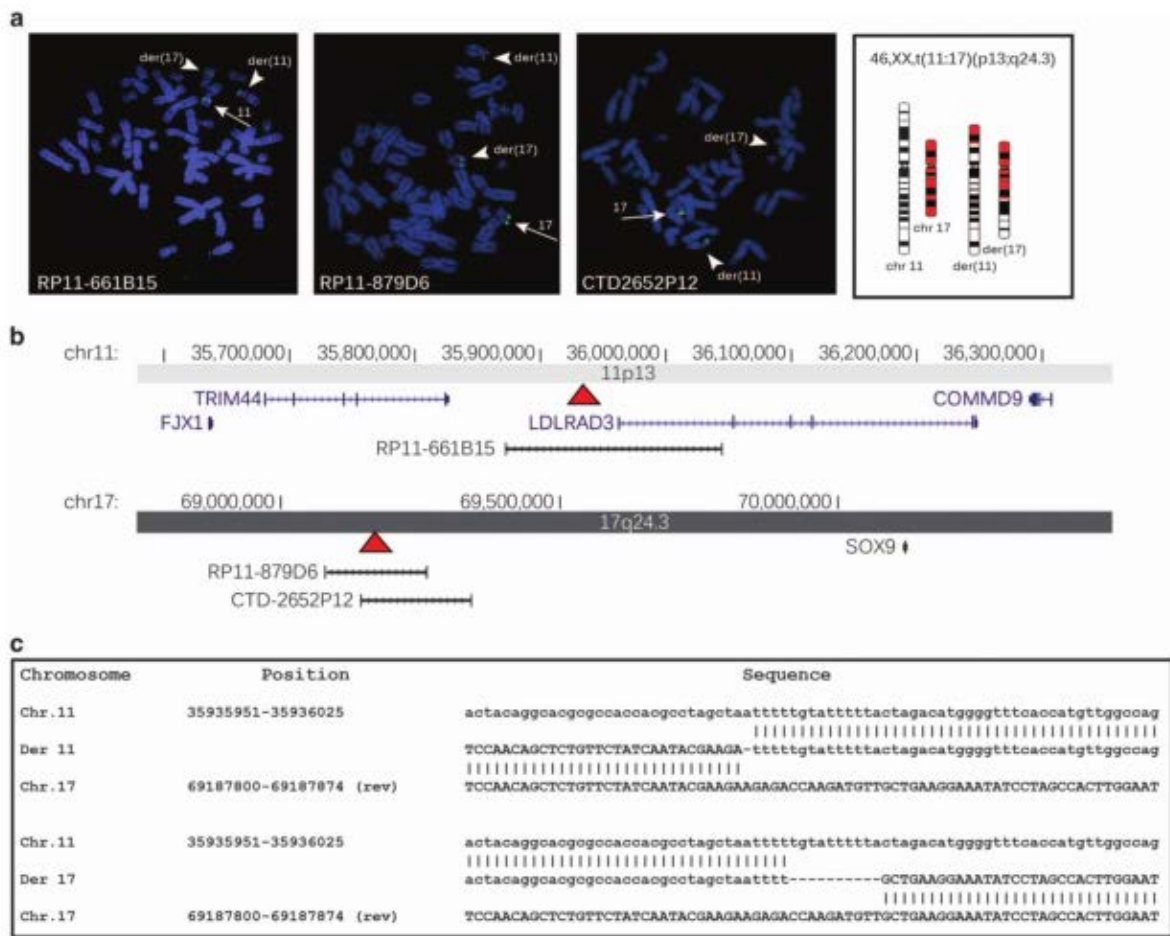 a
der(17)
der(11)
11
RP11-661B15
der(11)
der(17)
17
RP11-879D6
der(17)
17
der(11)
CTD2652P12
46,XX,t(11:17)(p13;q24.3)
chr 11
chr 17
der(11)
der(17)
b
chr11: 35,700,000 35,800,000 35,900,000 36,000,000 36,100,000 36,200,000 36,300,000
11p13
TRIM44 COMMD9
FJX1 LDLRAD3
RP11-661B15
chr17: 69,000,000 69,500,000 70,000,000
17q24.3
SOX9
RP11-879D6
CTD-2652P12
c
Chromosome Position Sequence
Chr.11 35935951-35936025 actacaggcacgcgccaccacgcctagctaatttttgtatttttactagacatggggtttcaccatgttggccag
Der 11 TCCAACAGCTCTGTTCTATCAATACGAAGA-tttttgtatttttactagacatggggtttcaccatgttggccag
Chr.17 69187800-69187874 (rev) TCCAACAGCTCTGTTCTATCAATACGAAGAAGAGACCAAGATGTTGCTGAAGGAAATATCCTAGCCACTTGGAAT
Chr.11 35935951-35936025 actacaggcacgcgccaccacgcctagctaatttttgtatttttactagacatggggtttcaccatgttggccag
Der 17 actacaggcacgcgccaccacgcctagctaatttt----------GCTGAAGGAAATATCCTAGCCACTTGGAAT
Chr.17 69187800-69187874 (rev) TCCAACAGCTCTGTTCTATCAATACGAAGAAGAGACCAAGATGTTGCTGAAGGAAATATCCTAGCCACTTGGAAT